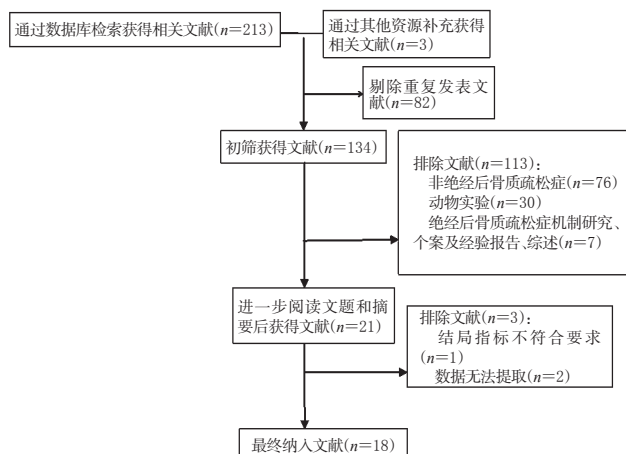 通过数据库检索获得相关文献(n=213)
通过其他资源补充获得
相关文献(n=3)
剔除重复发表文
献(n=82)
初筛获得文献(n=134)
排除文献(n=113)：
非绝经后骨质疏松症(n=76)
动物实验(n=30)
绝经后骨质疏松症机制研究、
个案及经验报告、综述(n=7)
进一步阅读文题和摘
要后获得文献(n=21)
排除文献(n=3)：
结局指标不符合要求
(n=1)
数据无法提取(n=2)
最终纳入文献(n=18)